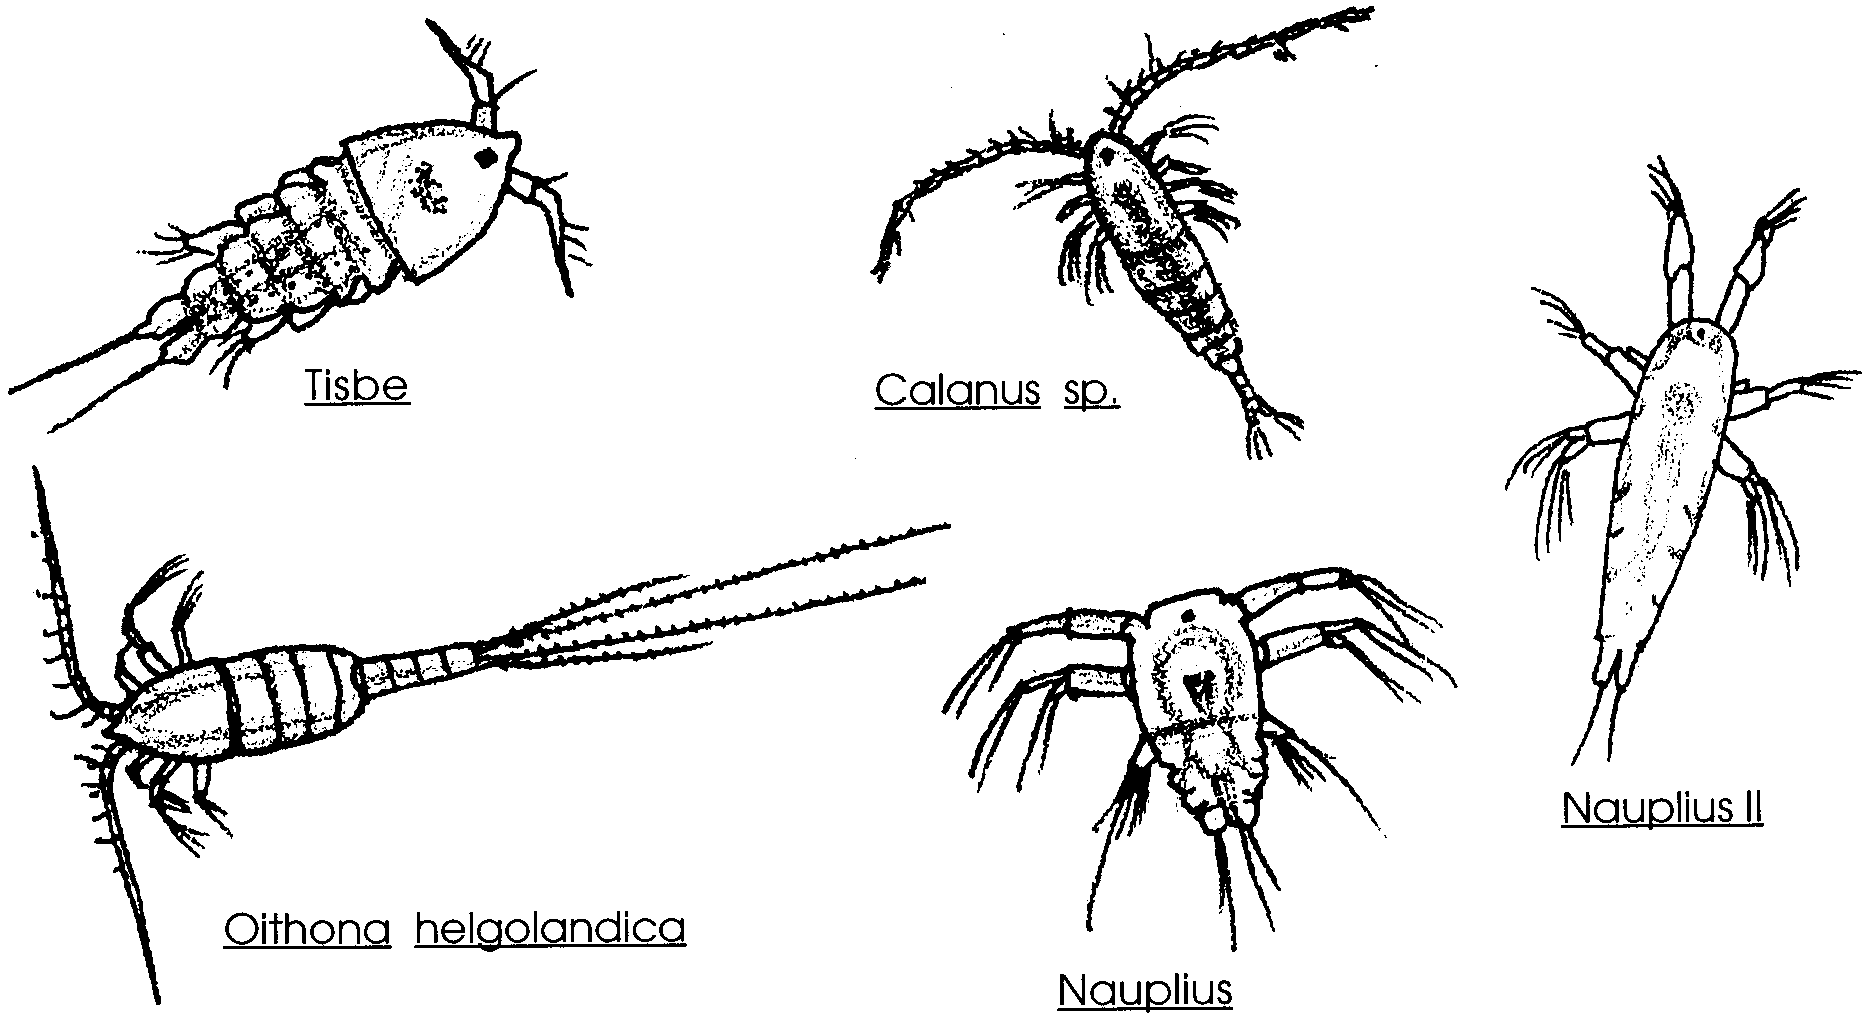 Tisbe
Calanus sp.
Nauplius II
Oithona helgolandica
Nauplius